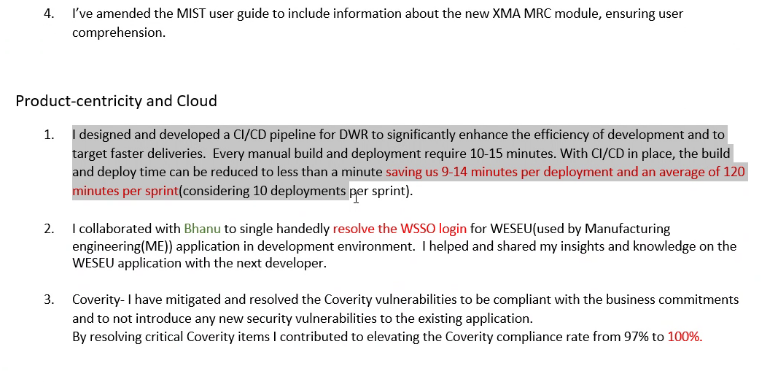 4. I've amended the MIST user guide to include information about the new XMA MRC module, ensuring user
comprehension.
Product-centricity and Cloud
1. I designed and developed a CI/CD pipeline for DWR to significantly enhance the efficiency of development and to
target faster deliveries. Every manual build and deployment require 10-15 minutes. With CI/CD in place, the build
and deploy time can be reduced to less than a minute saving us 9-14 minutes per deployment and an average of 120
minutes per sprint(considering 10 deployments per sprint).
2. I collaborated with Bhanu to single handedly resolve the WSSO login for WESEU(used by Manufacturing
engineering(ME)) application in development environment. I helped and shared my insights and knowledge on the
WESEU application with the next developer.
3. Coverity- I have mitigated and resolved the Coverity vulnerabilities to be compliant with the business commitments
and to not introduce any new security vulnerabilities to the existing application.
By resolving critical Coverity items I contributed to elevating the Coverity compliance rate from 97% to 100%.